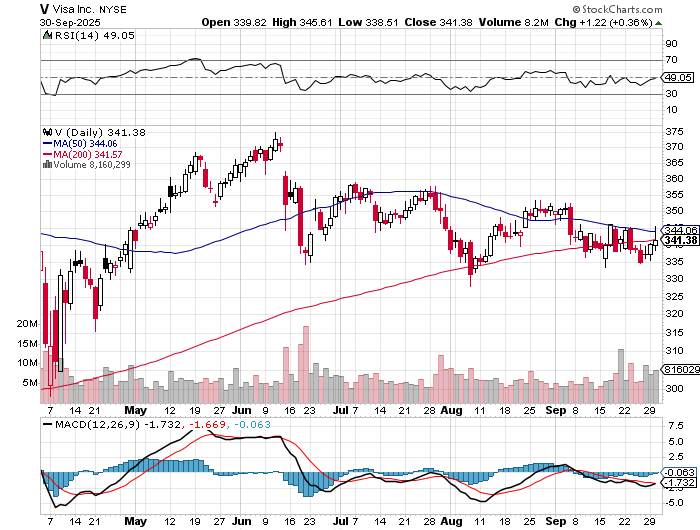 V Visa Inc. NYSE
© StockCharts.com
30-Sep-2025
Open 339.82 High 345.61 Low 338.51 Close 341.38 Volume 8.2M Chg +1.22 (+0.36%)
RSI(14) 49.05
90
70
49.05
30
10
V (Daily) 341.38
MA(50) 344.06
MA(200) 341.57
Volume 8,160,299
375
370
365
360
355
350
344.06
341.38
335
330
325
320
315
310
300
20M
15M
10M
5M
8160299
7 14 21 May 12 19 27 Jun 9 16 23 Jul 7 14 21 28 Aug 11 18 25 Sep 8 15 22 29
MACD(12,26,9) -1.732, -1.669, -0.063
7.5
5.0
2.5
-0.063
-1.732
-5.0
7 14 21 May 12 19 27 Jun 9 16 23 Jul 7 14 21 28 Aug 11 18 25 Sep 8 15 22 29